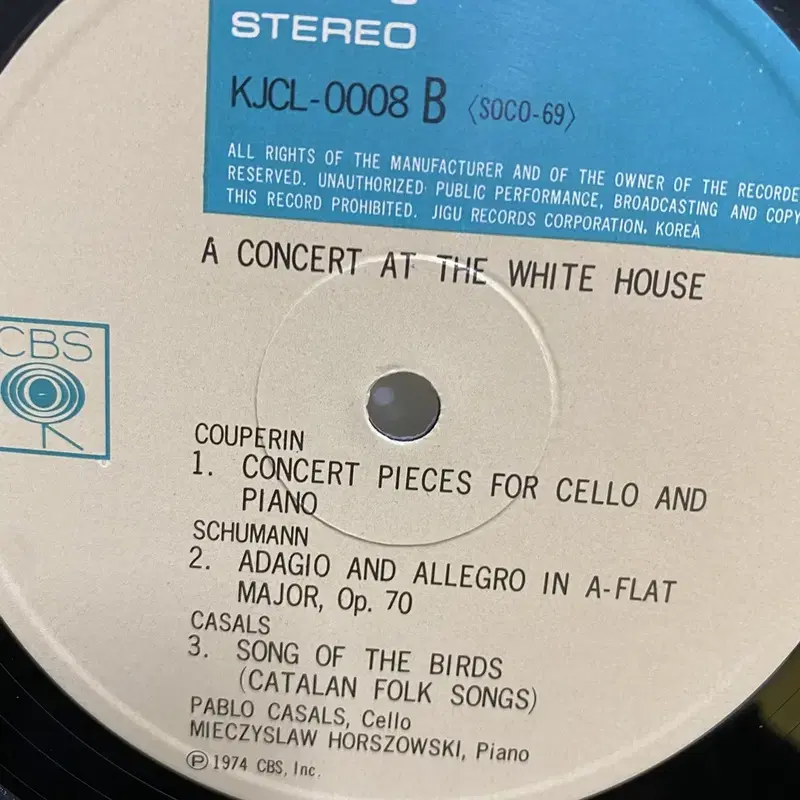 STEREO
KJCL-0008 B 〈SOCO-69〉
ALL RIGHTS OF THE MANUFACTURER AND OF THE OWNER OF THE RECORDE
RESERVED. UNAUTHORIZED PUBLIC PERFORMANCE, BROADCASTING AND COPY
THIS RECORD PROHIBITED. JIGU RECORDS CORPORATION, KOREA
A CONCERT AT THE WHITE HOUSE
CBS
COUPERIN
1. CONCERT PIECES FOR CELLO AND
PIANO
SCHUMANN
2. ADAGIO AND ALLEGRO IN A-FLAT
MAJOR, Op. 70
CASALS
3. SONG OF THE BIRDS
(CATALAN FOLK SONGS)
PABLO CASALS, Cello
MIECZYSLAW HORSZOWSKI, Piano
Ⓟ1974 CBS, Inc.